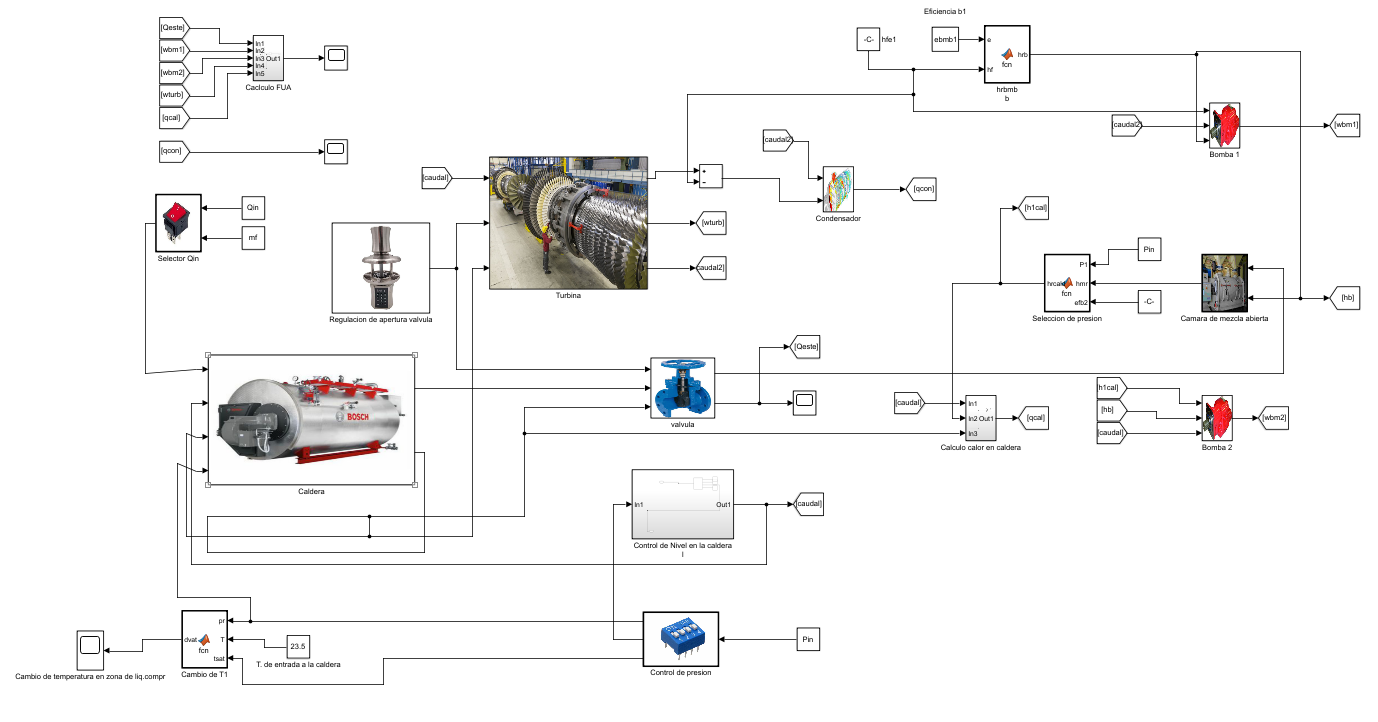 Eficiencia b1
[Qeste]
[wbm1]
[wbm2]
[wturb]
[qcal]
In1
In2
In3 Out1
In4
In5
Caclculo FUA
[qcon]
-C-
hfe1
ebmb1
e
hf
fcn
hrb
hrbmb
b
[caudal2]
Bomba 1
[wbm1]
[caudal]
Turbina
+
−
caudal2]
Condensador
[qcon]
[wturb]
caudal2]
Qin
mf
Selector Qin
Regulacion de apertura valvula
[h1cal]
Pin
P1
hmr
efb2
hrcald
fcn
-C-
Seleccion de presion
Camara de mezcla abierta
[hb]
BOSCH
Caldera
valvula
[Qeste]
[caudal]
In1
In2 Out1
In3
[qcal]
Calculo calor en caldera
h1cal]
[hb]
[caudal]
Bomba 2
[wbm2]
In1
Out1
[caudal]
Control de Nivel en la caldera
l
pr
T
tsat
dvat
fcn
Cambio de T1
23.5
T. de entrada a la caldera
Cambio de temperatura en zona de liq.compr
Control de presion
Pin